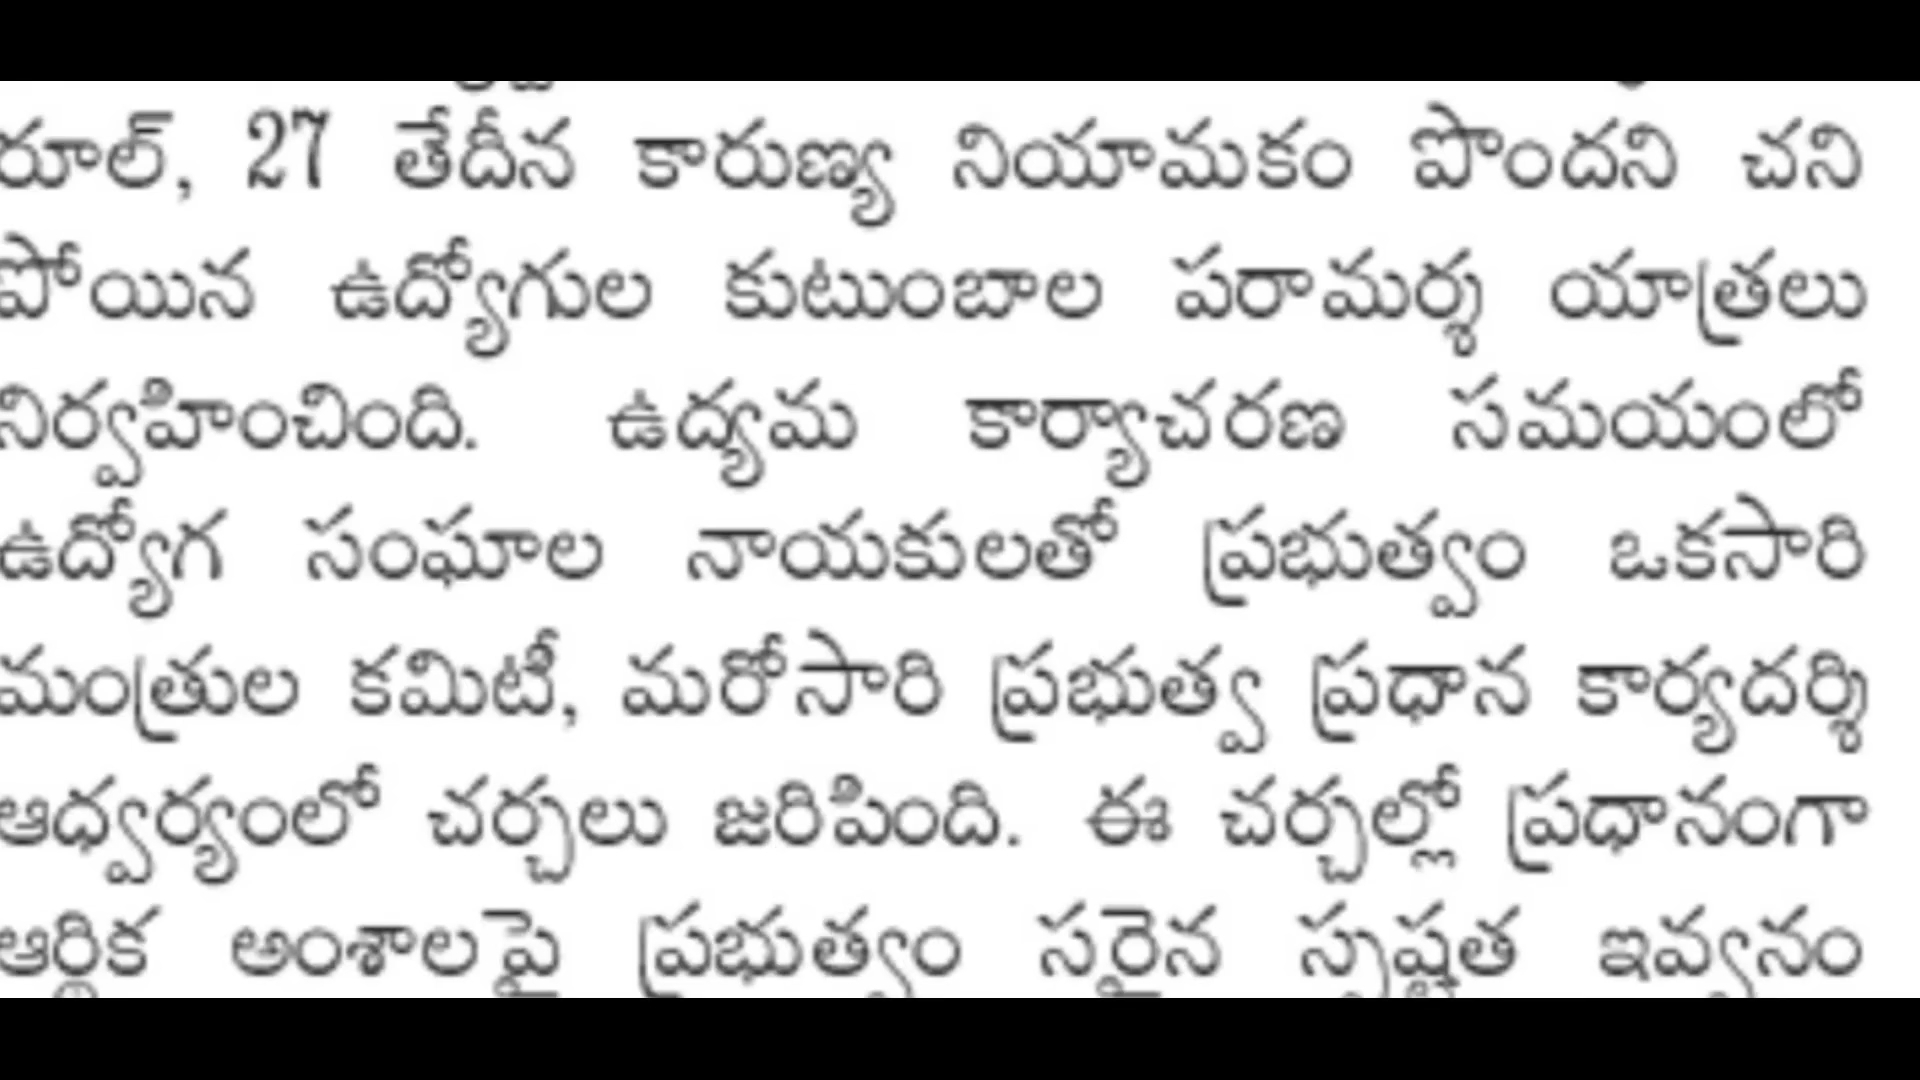 రూల్, 27 తేదీన కారుణ్య నియామకం పొందని చని
పోయిన ఉద్యోగుల కుటుంబాల పరామర్శ యాత్రలు
నిర్వహించింది. ఉద్యమ కార్యాచరణ సమయంలో
ఉద్యోగ సంఘాల నాయకులతో ప్రభుత్వం ఒకసారి
మంత్రుల కమిటీ, మరోసారి ప్రభుత్వ ప్రధాన కార్యదర్శి
ఆధ్వర్యంలో చర్చలు జరిపింది. ఈ చర్చల్లో ప్రధానంగా
ఆర్థిక అంశాలపై ప్రభుత్వం సరైన స్పష్టత ఇవ్వనం